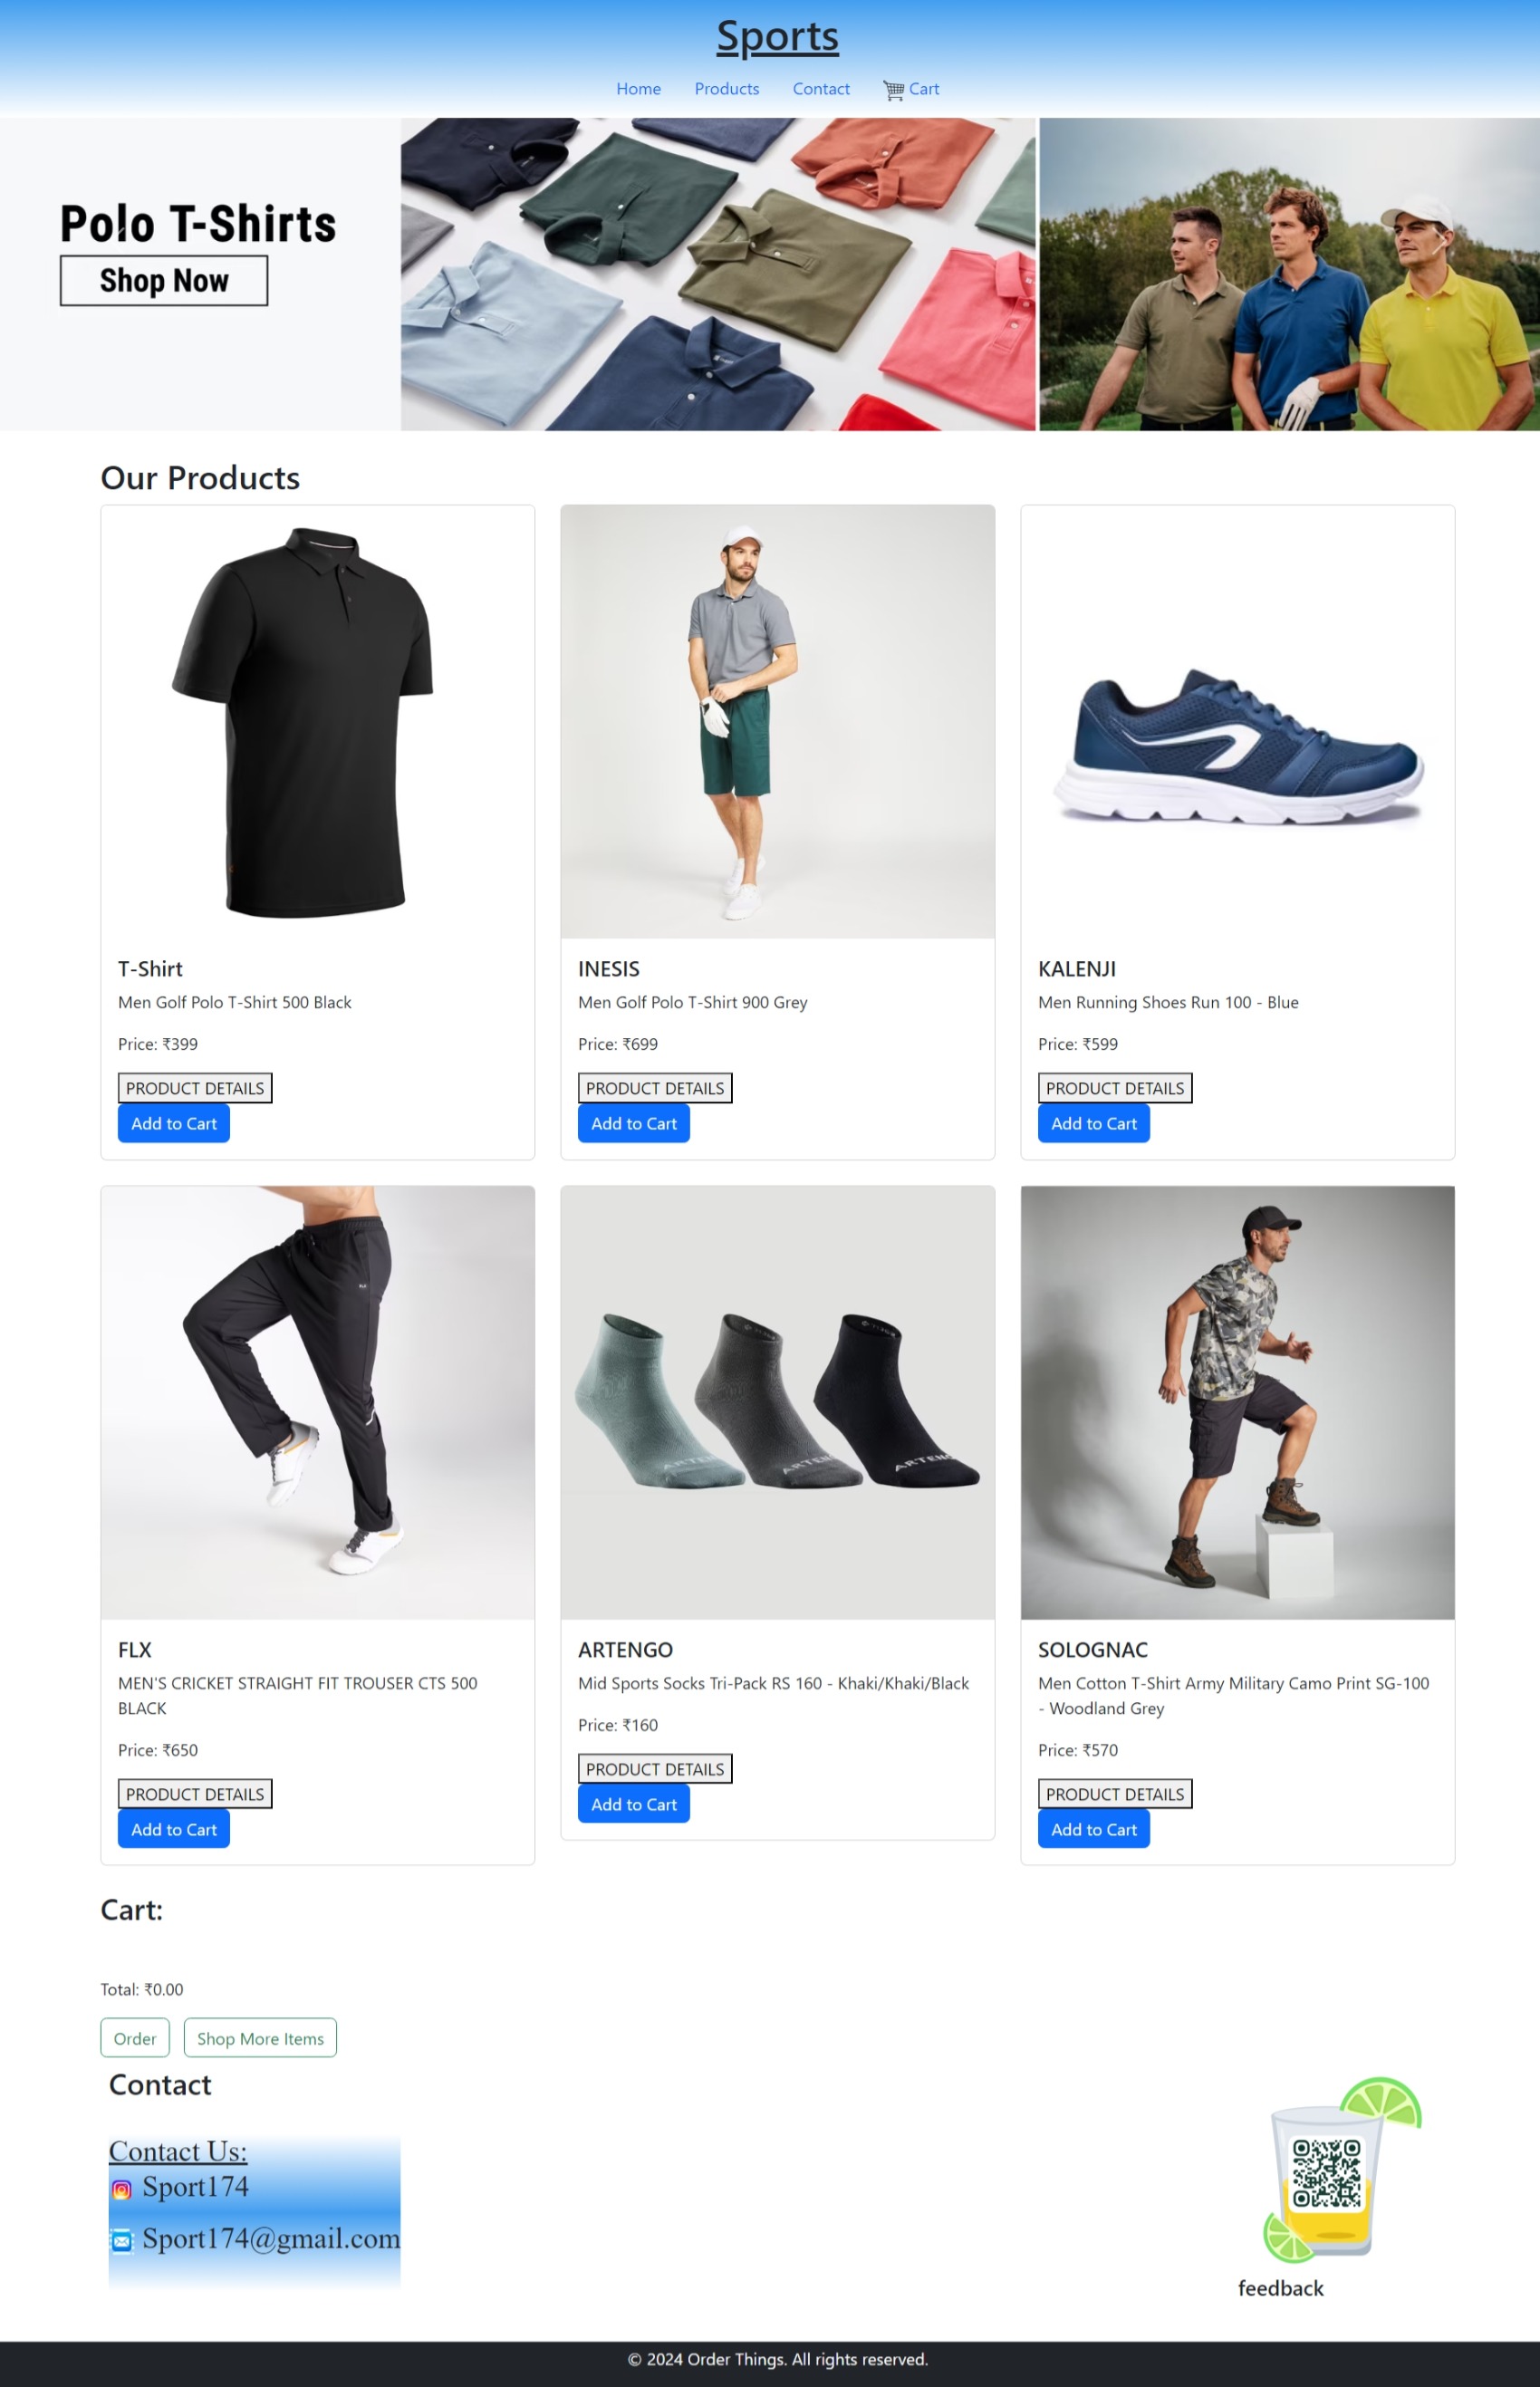 Sports
Home Products Contact Cart
Polo T-Shirts
Shop Now
Our Products
T-Shirt
Men Golf Polo T-Shirt 500 Black
Price: ₹399
PRODUCT DETAILS
Add to Cart
INESIS
Men Golf Polo T-Shirt 900 Grey
Price: ₹699
PRODUCT DETAILS
Add to Cart
KALENJI
Men Running Shoes Run 100 - Blue
Price: ₹599
PRODUCT DETAILS
Add to Cart
FLX
MEN'S CRICKET STRAIGHT FIT TROUSER CTS 500
BLACK
Price: ₹650
PRODUCT DETAILS
Add to Cart
ARTENGO
Mid Sports Socks Tri-Pack RS 160 - Khaki/Khaki/Black
Price: ₹160
PRODUCT DETAILS
Add to Cart
SOLOGNAC
Men Cotton T-Shirt Army Military Camo Print SG-100
- Woodland Grey
Price: ₹570
PRODUCT DETAILS
Add to Cart
Cart:
Total: ₹0.00
Order Shop More Items
Contact
Contact Us:
Sport174
Sport174@gmail.com
feedback
© 2024 Order Things. All rights reserved.